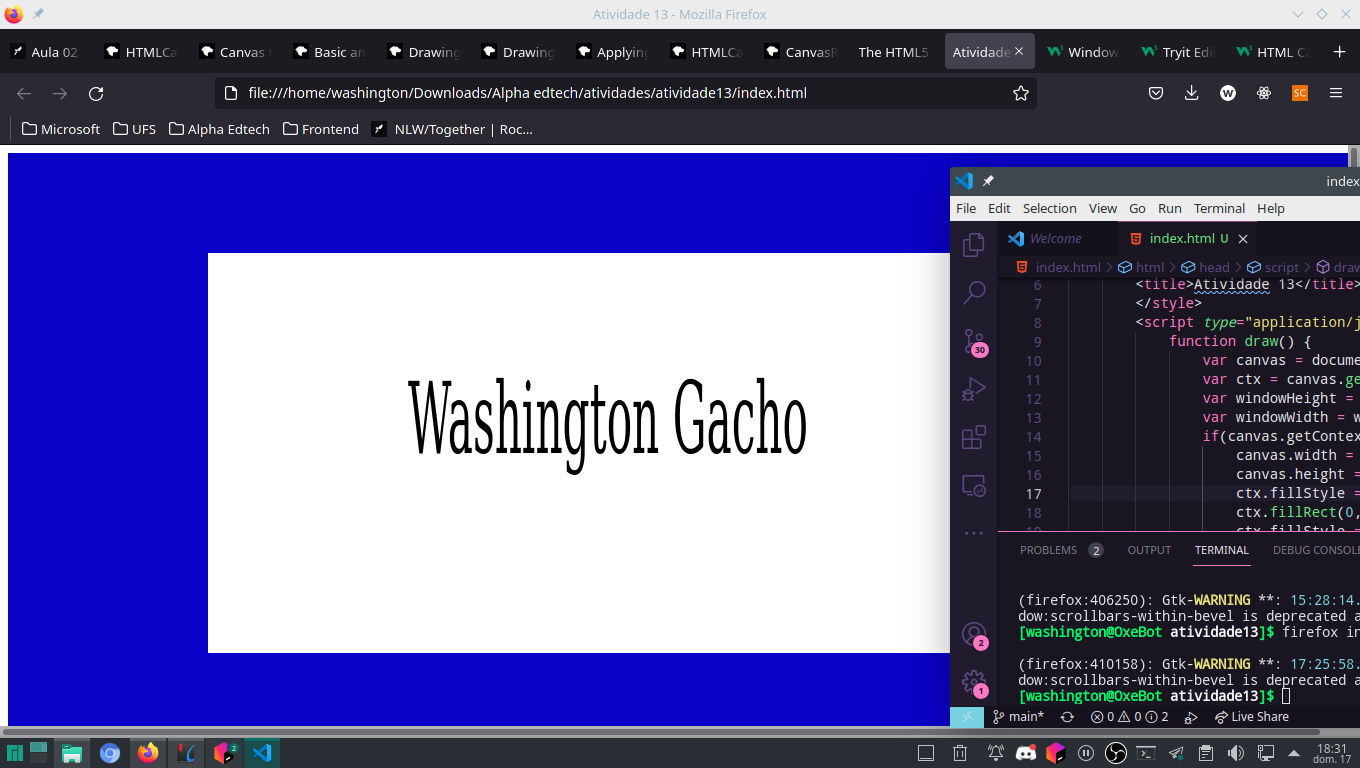 Atividade 13 - Mozilla Firefox
Aula 02 HTMLCa Canvas t Basic an Drawing Drawing Applying HTMLCa CanvasR The HTML5 Atividade Window Tryit Edi HTML C
file:///home/washington/Downloads/Alpha edtech/atividades/atividade13/index.html
W SC
Microsoft UFS Alpha Edtech Frontend NLW/Together | Roc...
Washington Gacho
index
File Edit Selection View Go Run Terminal Help
Welcome index.html U
index.html > html > head > script > draw
6 <title>Atividade 13</title>
7 </style>
8 <script type="application/j
9 function draw() {
10 var canvas = docume
11 var ctx = canvas.ge
12 var windowHeight =
13 var windowWidth = w
14 if(canvas.getContex
15 canvas.width =
16 canvas.height =
17 ctx.fillStyle =
18 ctx.fillRect(0,
19 ctx.fillStyle =
30
PROBLEMS 2 OUTPUT TERMINAL DEBUG CONSOLE
(firefox:406250): Gtk-WARNING **: 15:28:14.
dow:scrollbars-within-bevel is deprecated a
[washington@OxeBot atividade13]$ firefox in
(firefox:410158): Gtk-WARNING **: 17:25:58.
dow:scrollbars-within-bevel is deprecated a
[washington@OxeBot atividade13]$
2
1
main* 0 0 2 Live Share
2
18:31
dom. 17